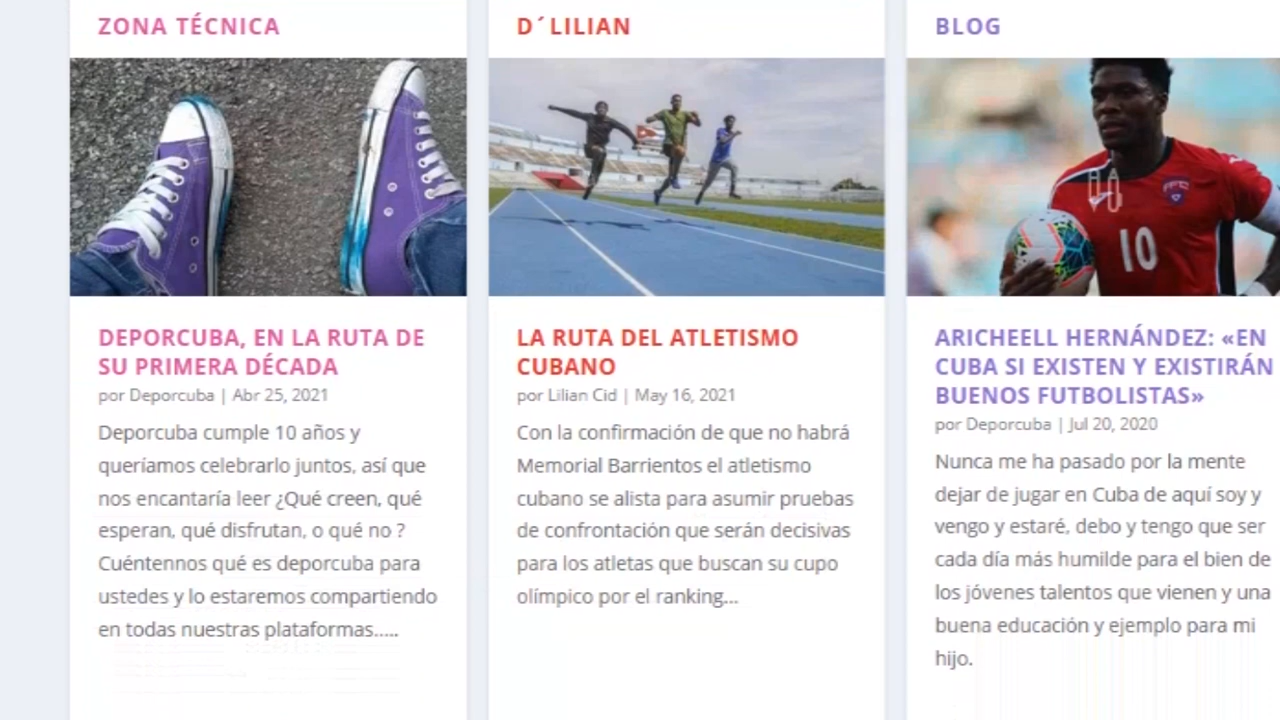 ZONA TÉCNICA
DEPORCUBA, EN LA RUTA DE
SU PRIMERA DÉCADA
por Deporcuba | Abr 25, 2021
Deporcuba cumple 10 años y
queríamos celebrarlo juntos, así que
nos encantaría leer ¿Qué creen, qué
esperan, qué disfrutan, o qué no ?
Cuéntennos qué es deporcuba para
ustedes y lo estaremos compartiendo
en todas nuestras plataformas.....
D´LILIAN
LA RUTA DEL ATLETISMO
CUBANO
por Lilian Cid | May 16, 2021
Con la confirmación de que no habrá
Memorial Barrientos el atletismo
cubano se alista para asumir pruebas
de confrontación que serán decisivas
para los atletas que buscan su cupo
olímpico por el ranking...
BLOG
10
ARICHEELL HERNÁNDEZ: «EN
CUBA SI EXISTEN Y EXISTIRÁN
BUENOS FUTBOLISTAS»
por Deporcuba | Jul 20, 2020
Nunca me ha pasado por la mente
dejar de jugar en Cuba de aquí soy y
vengo y estaré, debo y tengo que ser
cada día más humilde para el bien de
los jóvenes talentos que vienen y una
buena educación y ejemplo para mi
hijo.